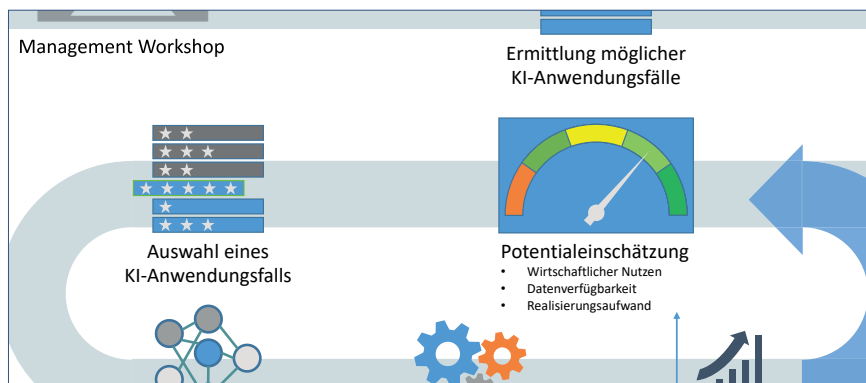 Management Workshop
Ermittlung möglicher
KI-Anwendungsfälle
Auswahl eines
KI-Anwendungsfalls
Potentialeinschätzung
• Wirtschaftlicher Nutzen
• Datenverfügbarkeit
• Realisierungsaufwand